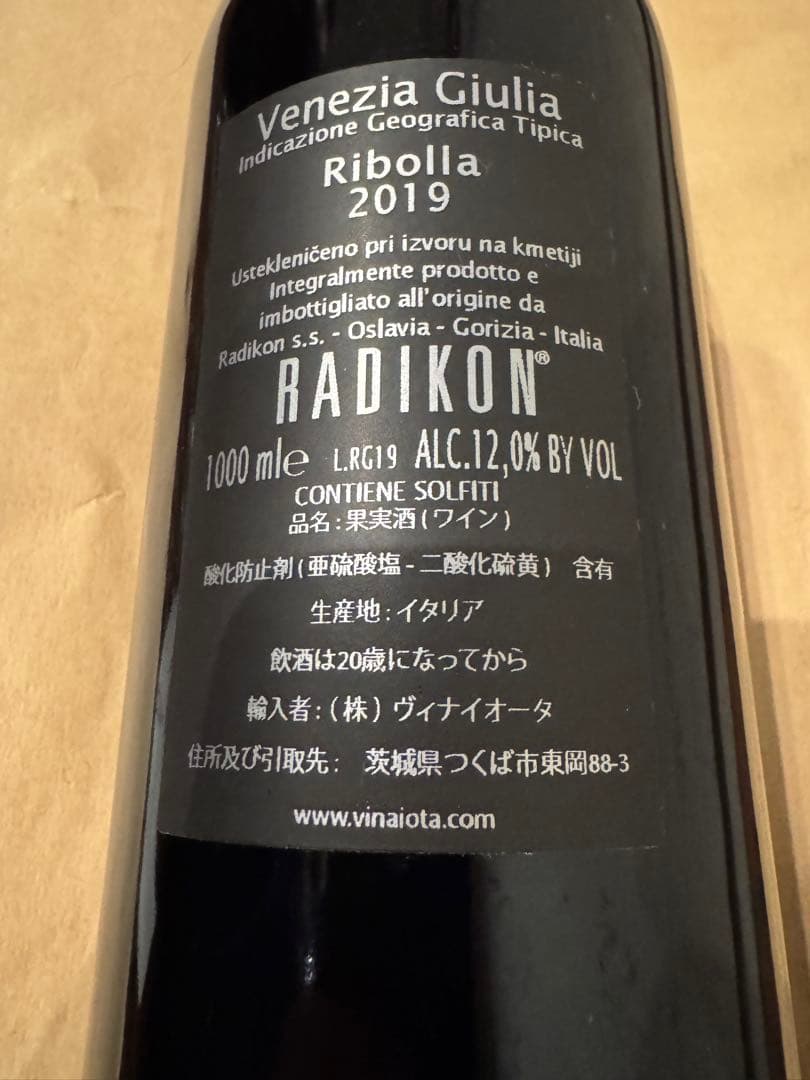 Venezia Giulia
Indicazione Geografica Tipica
Ribolla
2019
Ustekleničeno pri izvoru na kmetiji
Integralmente prodotto e
imbottigliato all'origine da
Radikon s.s. - Oslavia - Gorizia - Italia
RADIKON®
1000 ml e L.RG19 ALC.12,0% BY VOL
CONTIENE SOLFITI
品名:果実酒(ワイン)
酸化防止剤(亜硫酸塩-二酸化硫黄) 含有
生産地:イタリア
飲酒は20歳になってから
輸入者:(株)ヴィナイオータ
住所及び引取先: 茨城県つくば市東岡88-3
www.vinaiota.com